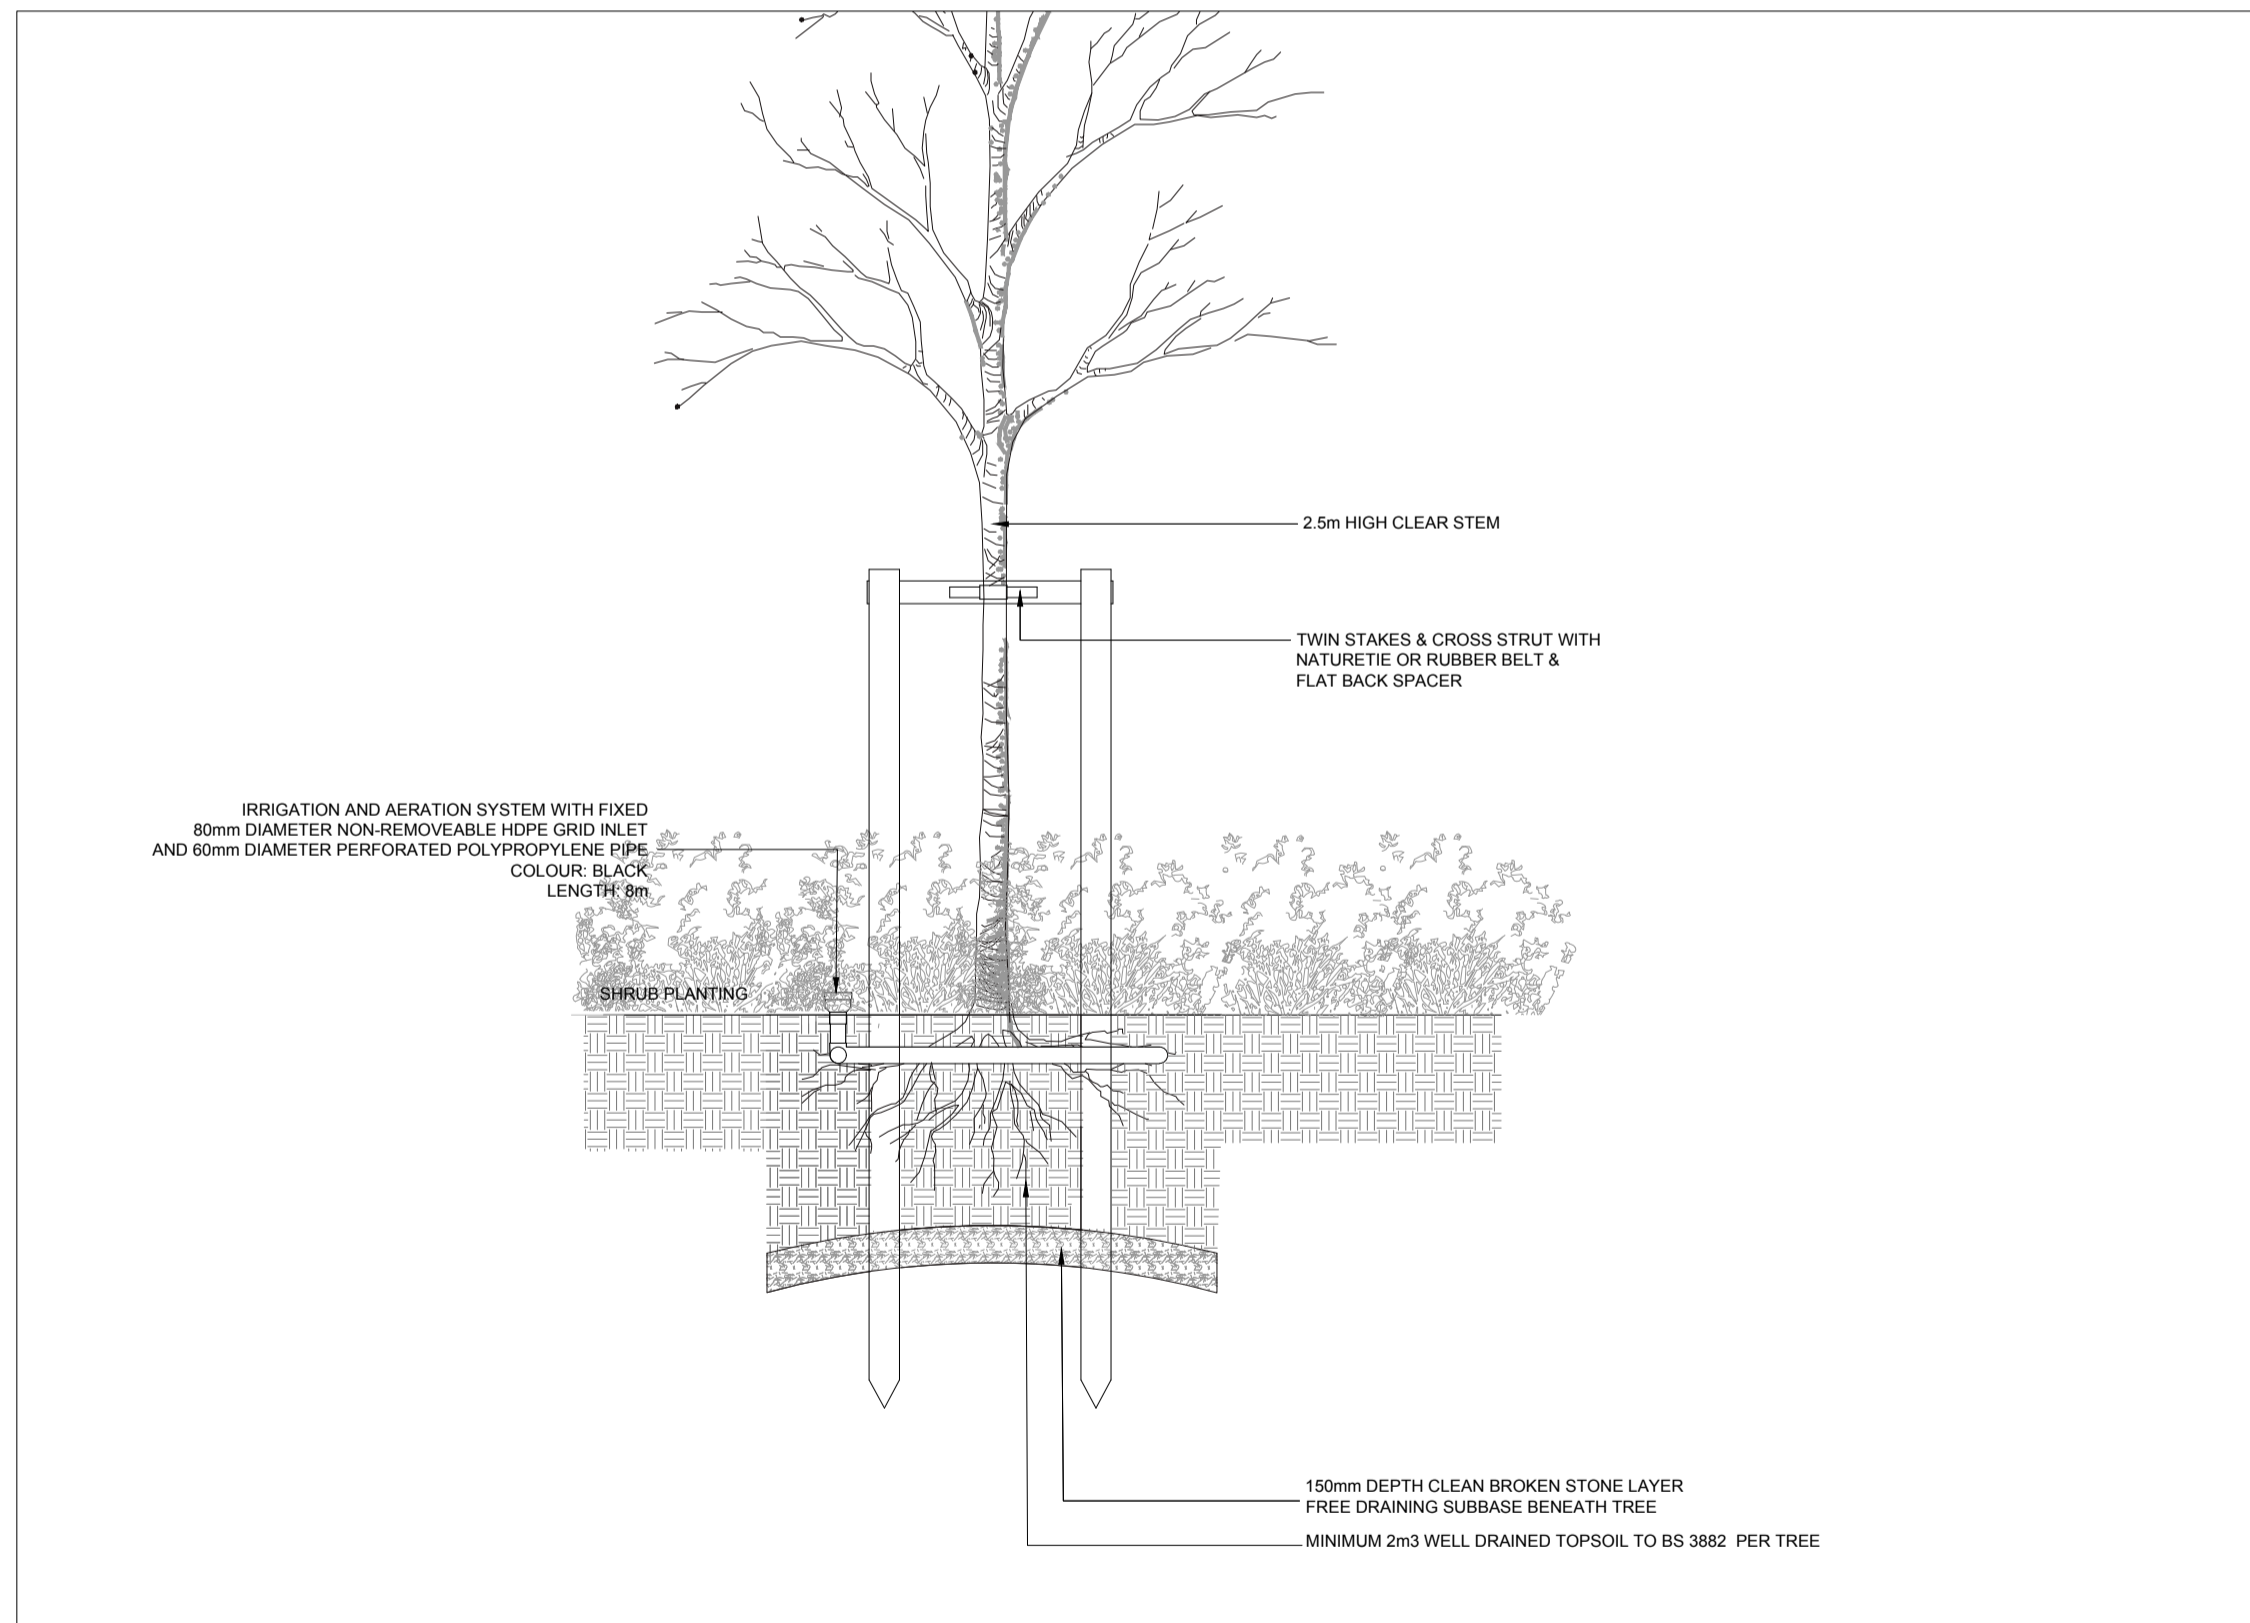 2.5m HIGH CLEAR STEM
TWIN STAKES & CROSS STRUT WITH
NATURETIE OR RUBBER BELT &
FLAT BACK SPACER
IRRIGATION AND AERATION SYSTEM WITH FIXED
80mm DIAMETER NON-REMOVEABLE HDPE GRID INLET
AND 60mm DIAMETER PERFORATED POLYPROPYLENE PIPE
COLOUR: BLACK
LENGTH: 8m
SHRUB PLANTING
150mm DEPTH CLEAN BROKEN STONE LAYER
FREE DRAINING SUBBASE BENEATH TREE
MINIMUM 2m3 WELL DRAINED TOPSOIL TO BS 3882 PER TREE